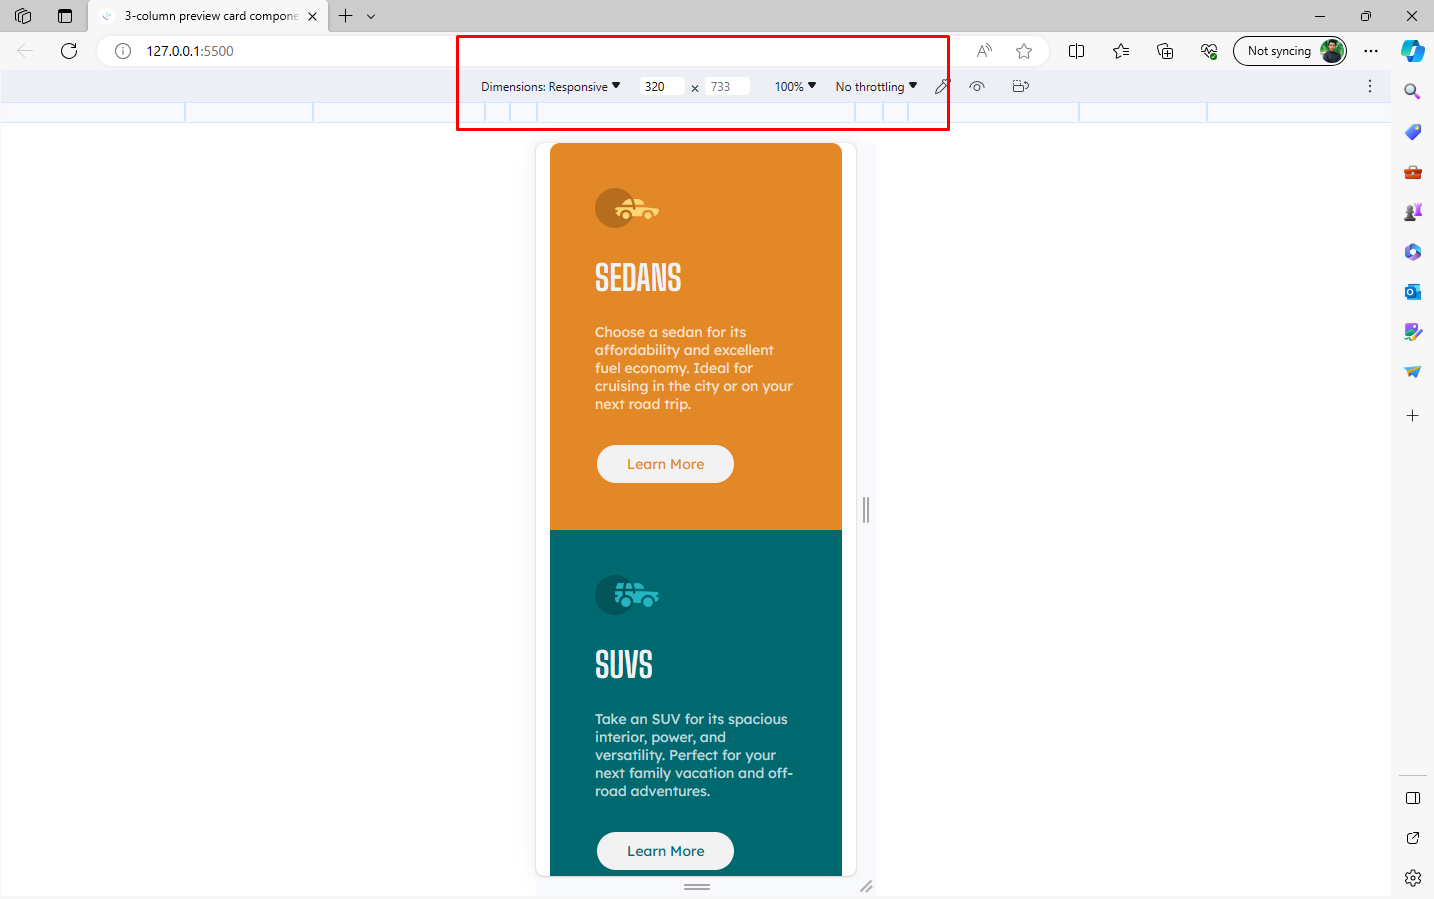 3-column preview card compone
127.0.0.1:5500
Not syncing
Dimensions: Responsive
320 × 733
100%
No throttling
SEDANS
Choose a sedan for its
affordability and excellent
fuel economy. Ideal for
cruising in the city or on your
next road trip.
Learn More
SUVS
Take an SUV for its spacious
interior, power, and
versatility. Perfect for your
next family vacation and off-
road adventures.
Learn More